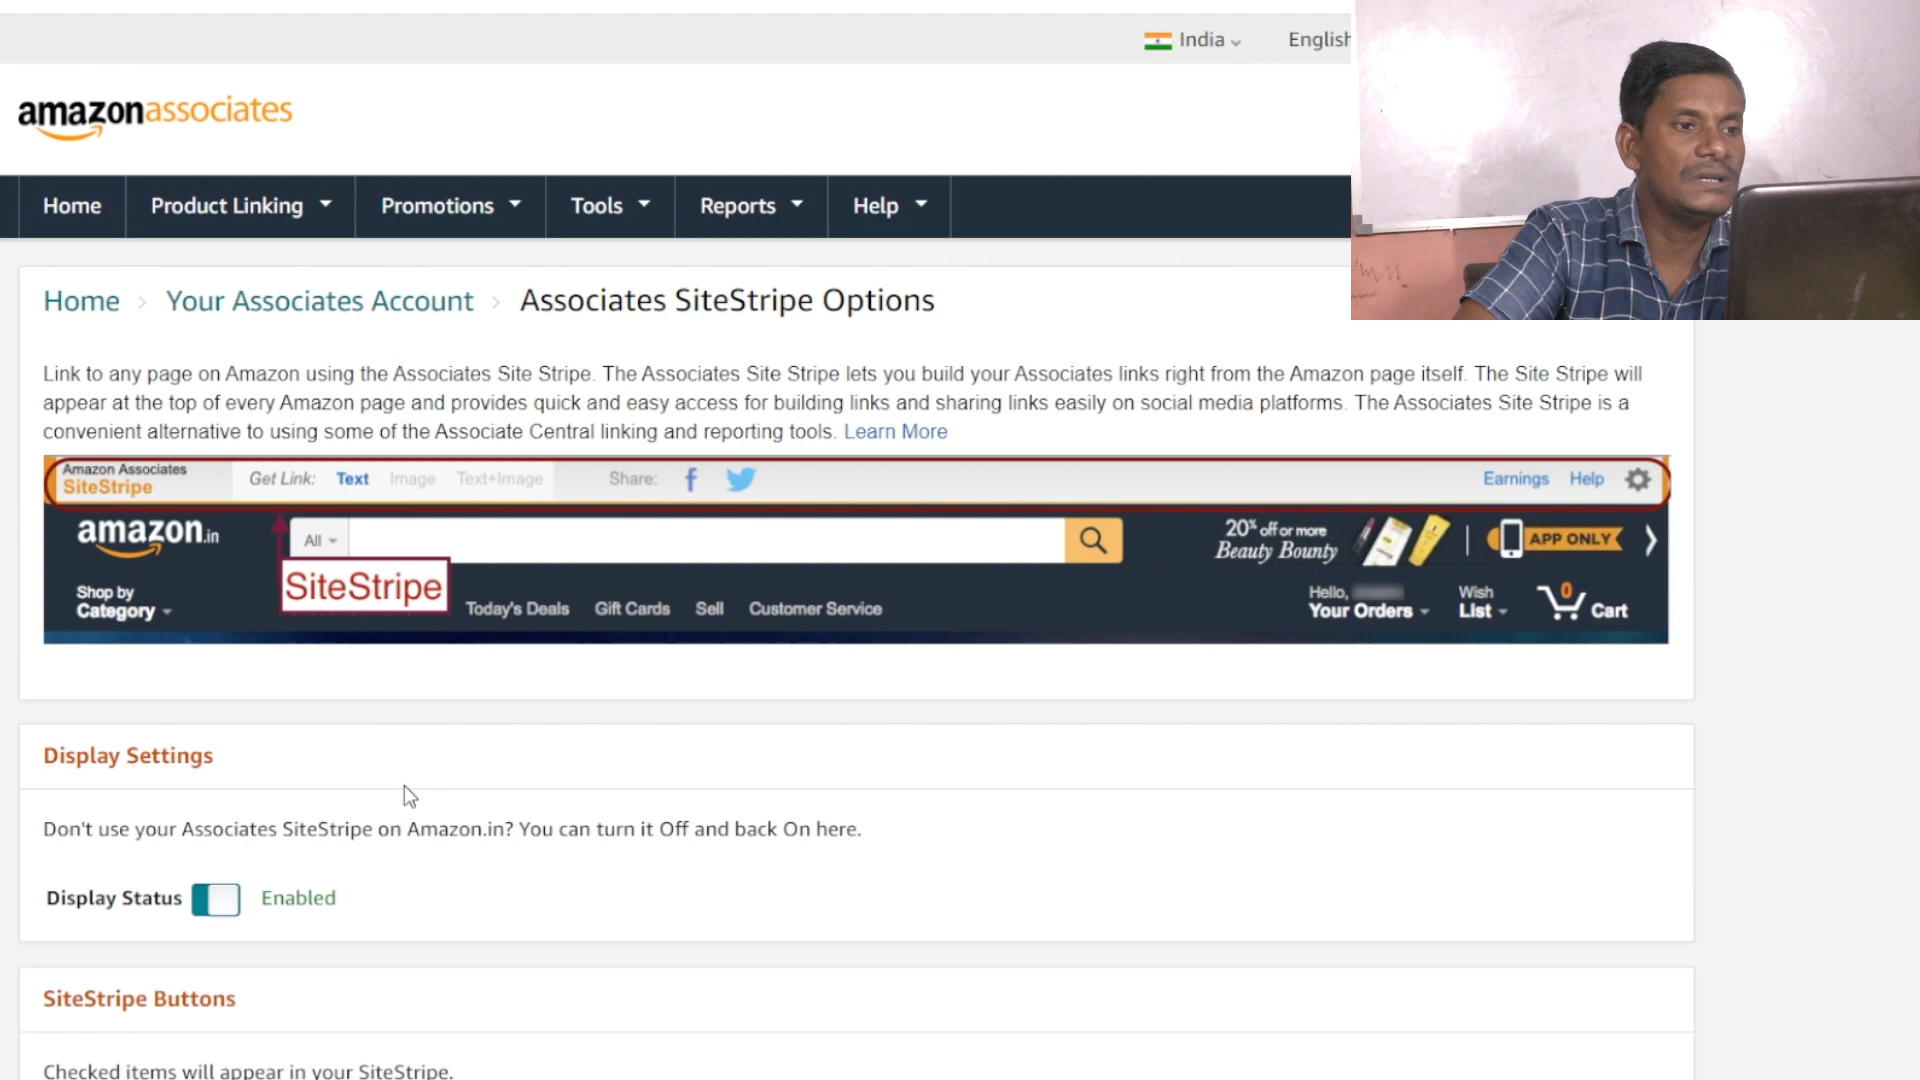 India
English
amazonassociates
Home
Product Linking
Promotions
Tools
Reports
Help
Home > Your Associates Account > Associates SiteStripe Options
Link to any page on Amazon using the Associates Site Stripe. The Associates Site Stripe lets you build your Associates links right from the Amazon page itself. The Site Stripe will
appear at the top of every Amazon page and provides quick and easy access for building links and sharing links easily on social media platforms. The Associates Site Stripe is a
convenient alternative to using some of the Associate Central linking and reporting tools. Learn More
Amazon Associates
SiteStripe
Get Link: Text Image Text+Image
Share:
Earnings Help
amazon.in
All
20% off or more
Beauty Bounty
APP ONLY
SiteStripe
Shop by
Category
Today's Deals Gift Cards Sell Customer Service
Hello,
Your Orders
Wish
List
0
Cart
Display Settings
Don't use your Associates SiteStripe on Amazon.in? You can turn it Off and back On here.
Display Status Enabled
SiteStripe Buttons
Checked items will appear in your SiteStripe.